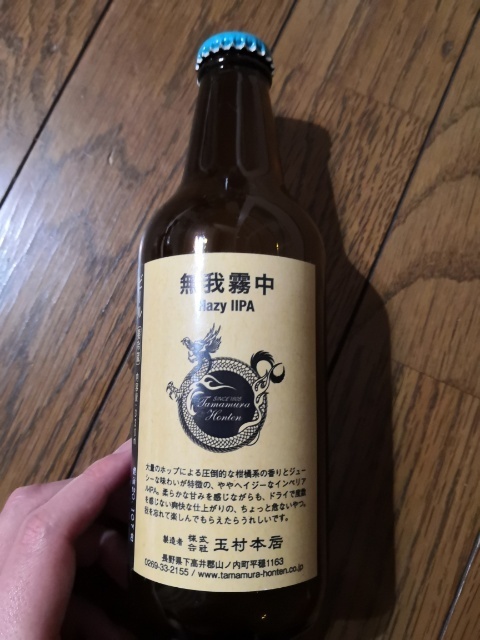 無我霧中
Hazy IIPA
SINCE 1805
Tamamura
Honten
大量のホップによる圧倒的な柑橘系の香りとジュー
シーな味わいが特徴の、ややヘイジーなインペリア
ルIPA。柔らかな甘みを感じながらも、ドライで度数
を感じない爽快な仕上がりの、ちょっと危ないやつ。
我を忘れて楽しんでもらえたらうれしいです。
製造者 株式会社 玉村本店
長野県下高井郡山ノ内町平穏1163
0269-33-2155 / www.tamamura-honten.co.jp